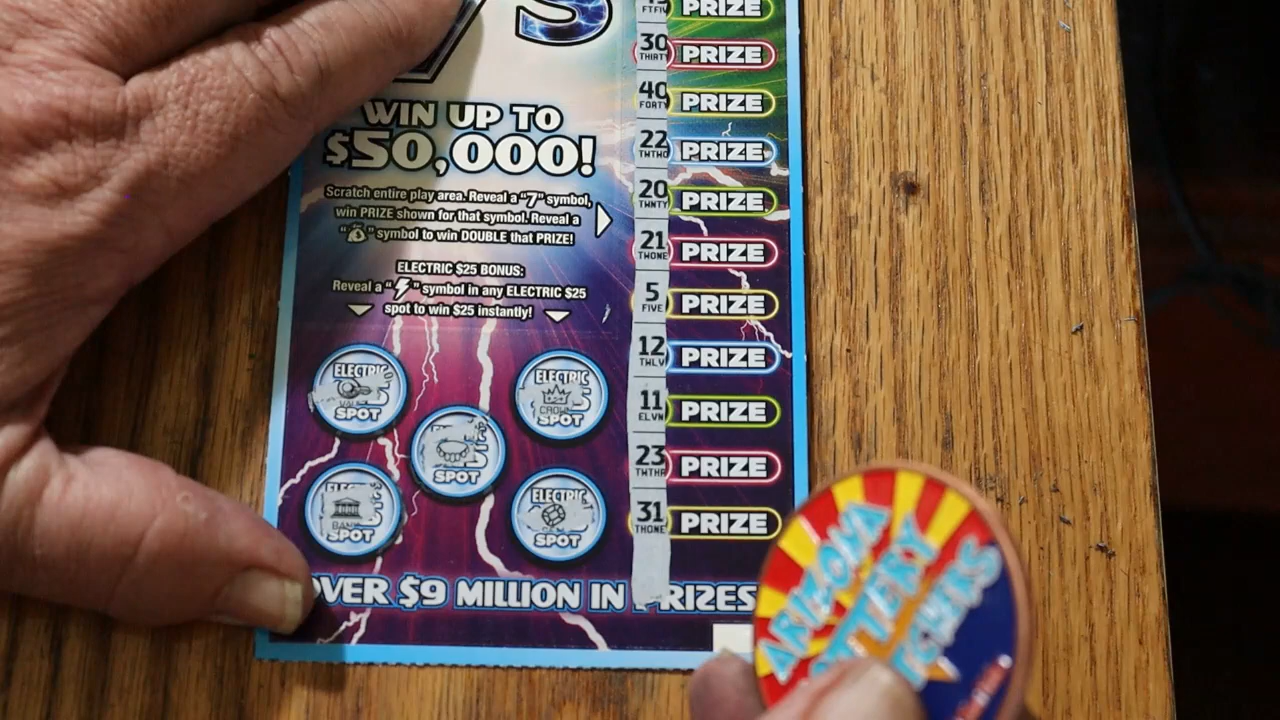 PRIZE
30
THIRTY
PRIZE
40
FORTY
PRIZE
22
TWTWO
PRIZE
20
TWNTY
PRIZE
21
TWONE
PRIZE
5
FIVE
PRIZE
12
TWLV
PRIZE
11
ELVN
PRIZE
23
TWTHR
PRIZE
31
THONE
PRIZE
WIN UP TO
$50,000!
Scratch entire play area. Reveal a "7" symbol,
win PRIZE shown for that symbol. Reveal a
" " symbol to win DOUBLE that PRIZE!
ELECTRIC $25 BONUS:
Reveal a " " symbol in any ELECTRIC $25
spot to win $25 instantly!
ELECTRIC
SPOT
ELECTRIC
CROWN
SPOT
SPOT
BANK
SPOT
ELECTRIC
SPOT
OVER $9 MILLION IN PRIZES
ARIZONA
LOTTERY